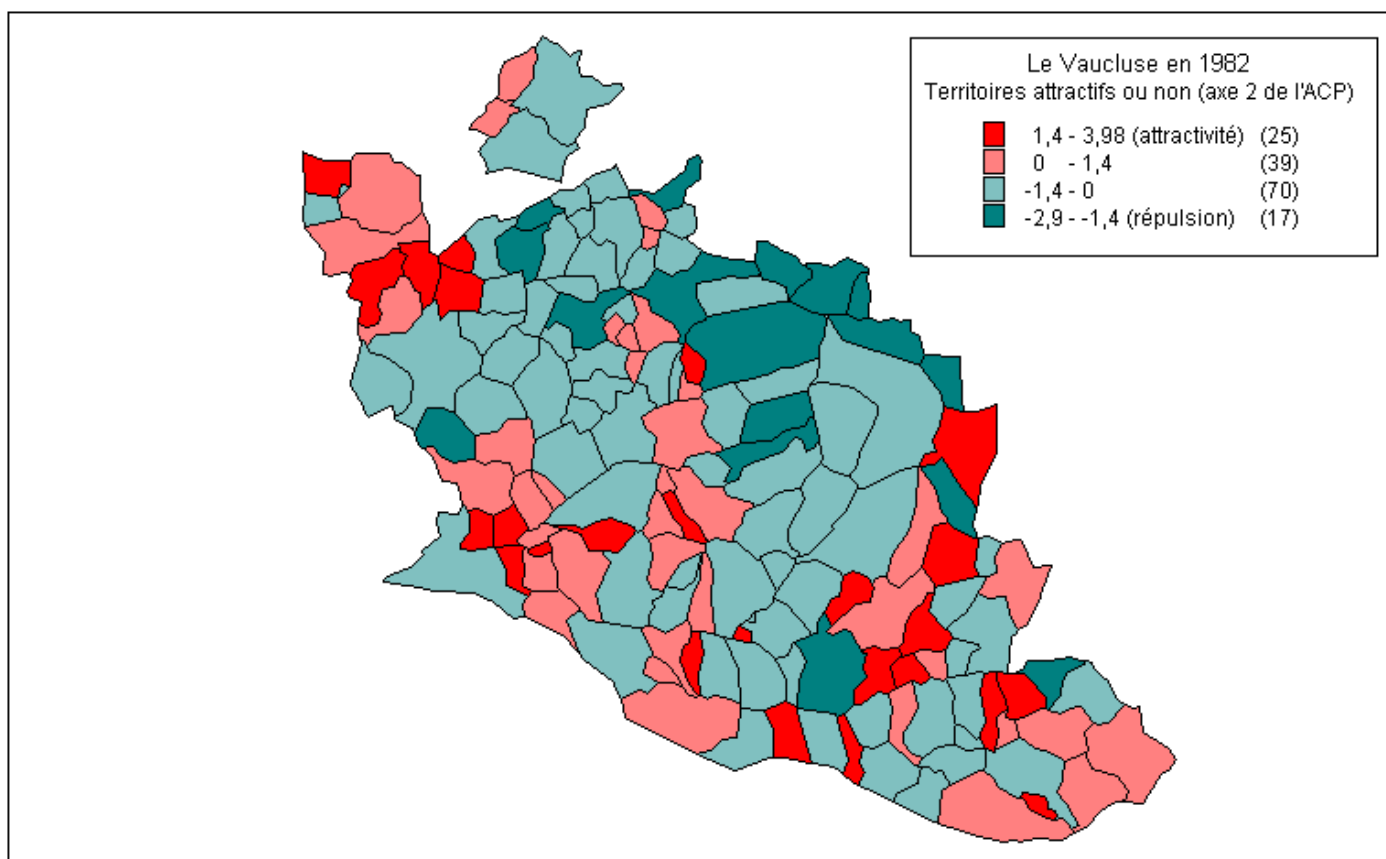 Le Vaucluse en 1982
Territoires attractifs ou non (axe 2 de l'ACP)
1,4 - 3,98 (attractivité) (25)
0 - 1,4 (39)
-1,4 - 0 (70)
-2,9 - -1,4 (répulsion) (17)